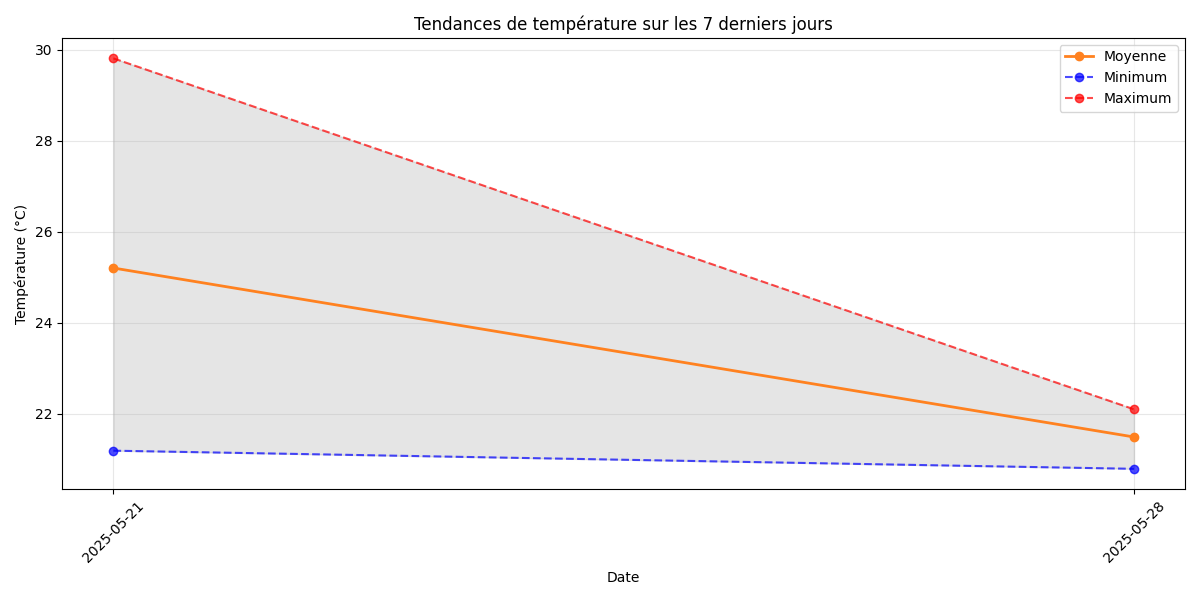 Tendances de température sur les 7 derniers jours
30
28
26
24
22
Température (°C)
Moyenne
Minimum
Maximum
2025-05-21
2025-05-28
Date